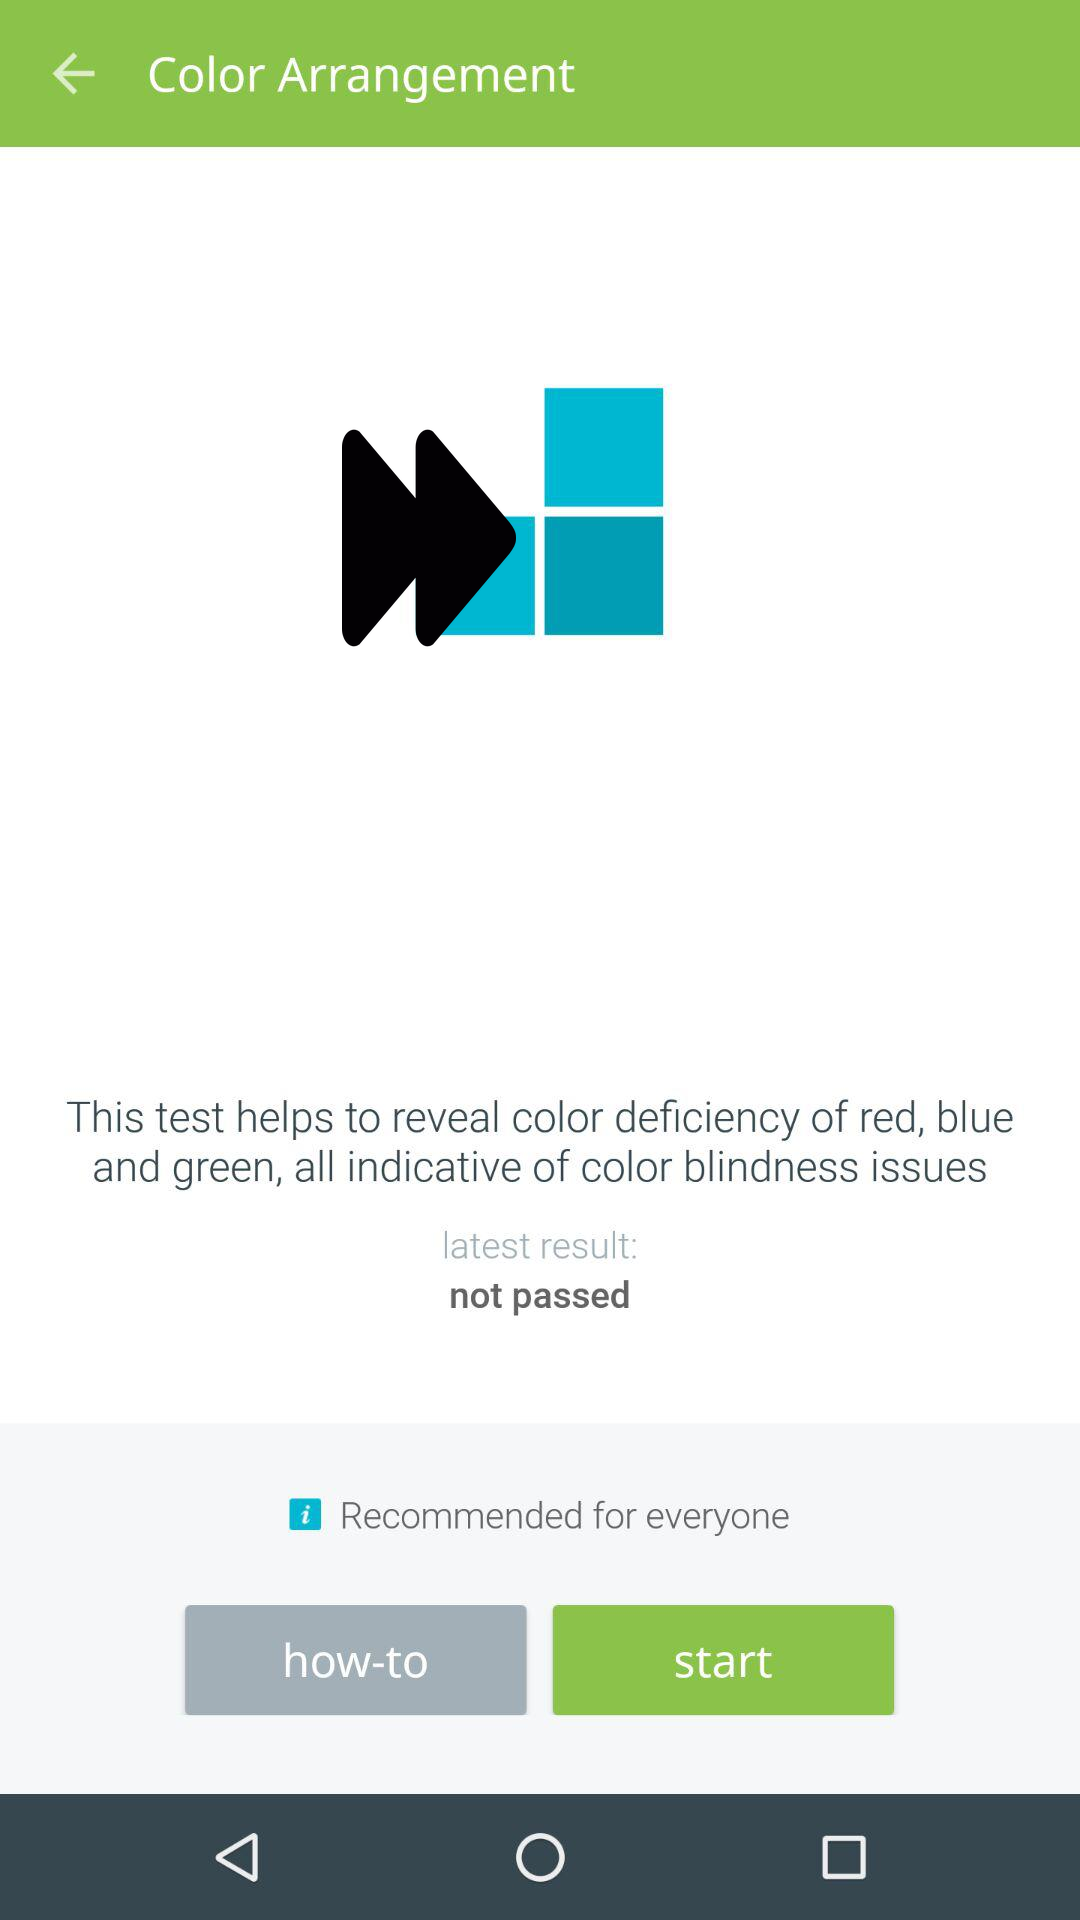 Color Arrangement
This test helps to reveal color deficiency of red, blue
and green, all indicative of color blindness issues
latest result:
not passed
i Recommended for everyone
how-to
start